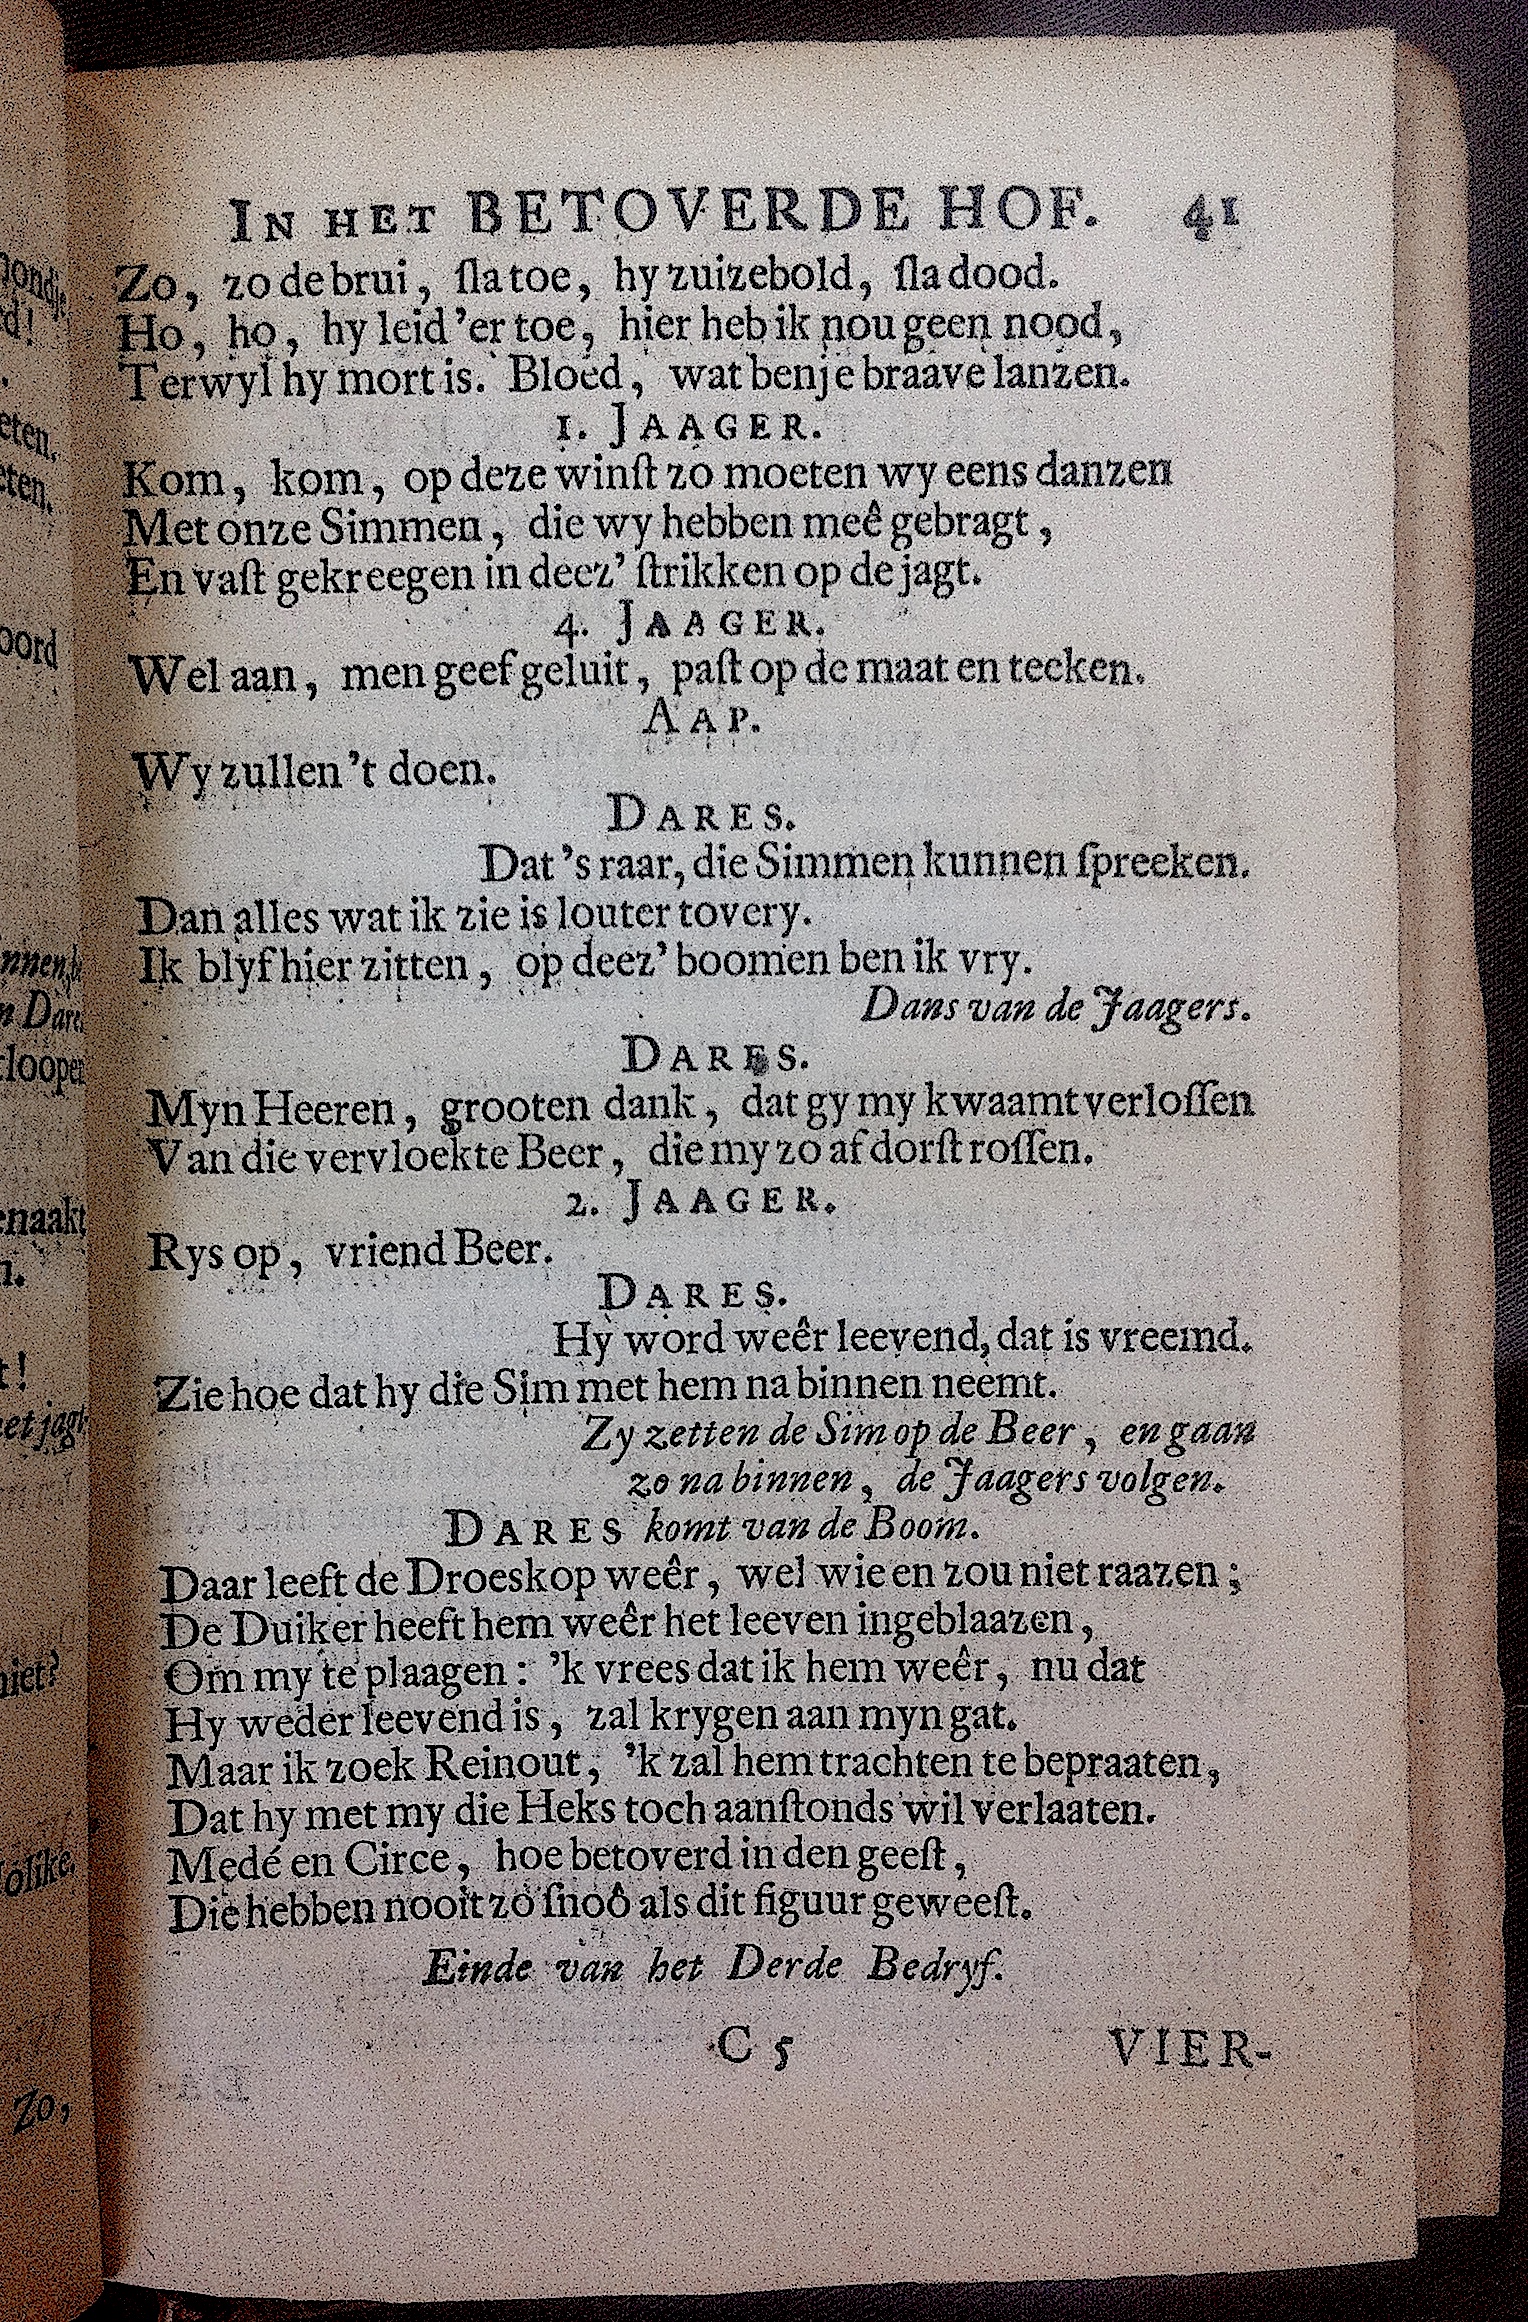 IN HET BETOVERDE HOF. 41
Zo, zo de brui, ſla toe, hy zuizebold, ſla dood.
Ho, ho, hy leid 'er toe, hier heb ik nou geen nood,
Terwyl hy mort is. Bloed, wat benje braave lanzen.
1. JAAGER.
Kom, kom, op deze winſt zo moeten wy eens danzen
Met onze Simmen, die wy hebben meê gebragt,
En vaſt gekreegen in deez' ſtrikken op de jagt.
4. JAAGER.
Wel aan, men geef geluit, paſt op de maat en teeken.
AAP.
Wy zullen 't doen.
DARES.
Dat 's raar, die Simmen kunnen ſpreeken.
Dan alles wat ik zie is louter tovery.
Ik blyf hier zitten, op deez' boomen ben ik vry.
Dans van de Jaagers.
DARES.
Myn Heeren, grooten dank, dat gy my kwaamt verloſſen
Van die vervloekte Beer, die my zo af dorſt roſſen.
2. JAAGER.
Rys op, vriend Beer.
DARES.
Hy word weêr leevend, dat is vreemd.
Zie hoe dat hy die Sim met hem na binnen neemt.
Zy zetten de Sim op de Beer, en gaan
zo na binnen, de Jaagers volgen.
DARES komt van de Boom.
Daar leeft de Droeskop weêr, wel wie en zou niet raazen;
De Duiker heeft hem weêr het leeven ingeblaazen,
Om my te plaagen: 'k vrees dat ik hem weêr, nu dat
Hy weder leevend is, zal krygen aan myn gat.
Maar ik zoek Reinout, 'k zal hem trachten te bepraaten,
Dat hy met my die Heks toch aanſtonds wil verlaaten.
Medé en Circe, hoe betoverd in den geeſt,
Die hebben nooit zo ſnoô als dit figuur geweeſt.
Einde van het Derde Bedryf.
C 5 VIER-